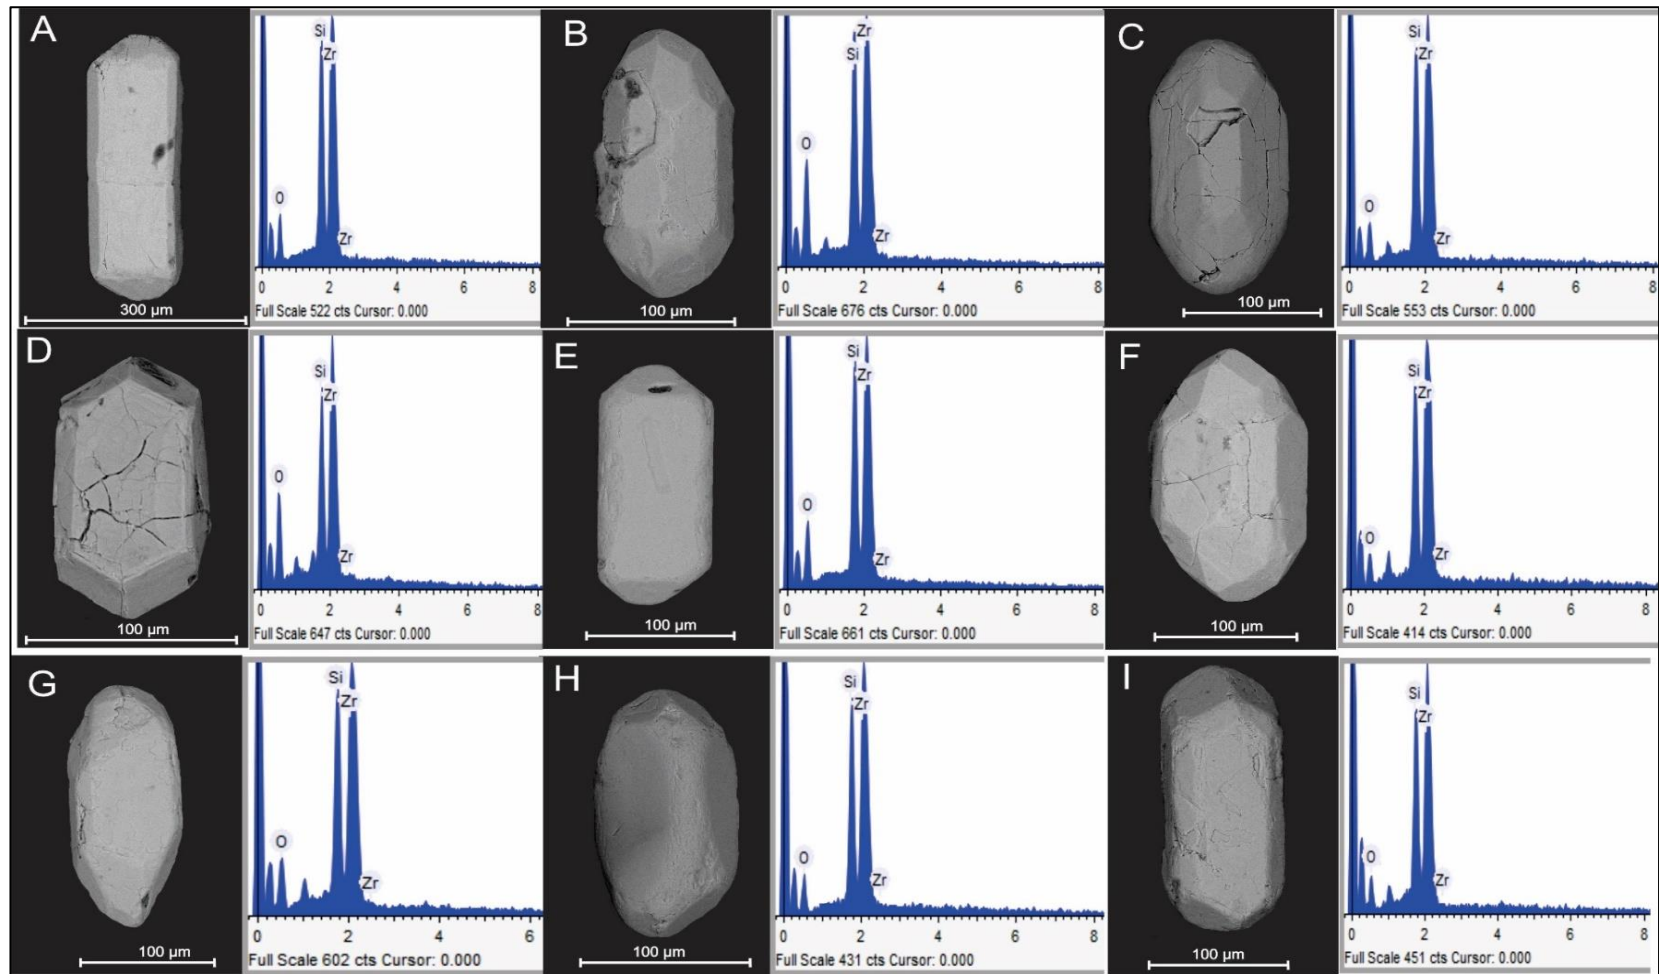 A
Si
Zr
O
Zr
0 2 4 6 8
Full Scale 522 cts Cursor: 0.000
300 µm
B
Zr
Si
O
Zr
0 2 4 6 8
Full Scale 676 cts Cursor: 0.000
100 µm
C
Si
Zr
O
Zr
0 2 4 6 8
Full Scale 553 cts Cursor: 0.000
100 µm
D
Si
Zr
O
Zr
0 2 4 6 8
Full Scale 647 cts Cursor: 0.000
100 µm
E
Si
Zr
O
Zr
0 2 4 6 8
Full Scale 661 cts Cursor: 0.000
100 µm
F
Si
Zr
O
Zr
0 2 4 6 8
Full Scale 414 cts Cursor: 0.000
100 µm
G
Si
Zr
O
Zr
0 2 4 6
Full Scale 602 cts Cursor: 0.000
100 µm
H
Si
Zr
O
Zr
0 2 4 6 8
Full Scale 431 cts Cursor: 0.000
100 µm
I
Si
Zr
O
Zr
0 2 4 6 8
Full Scale 451 cts Cursor: 0.000
100 µm